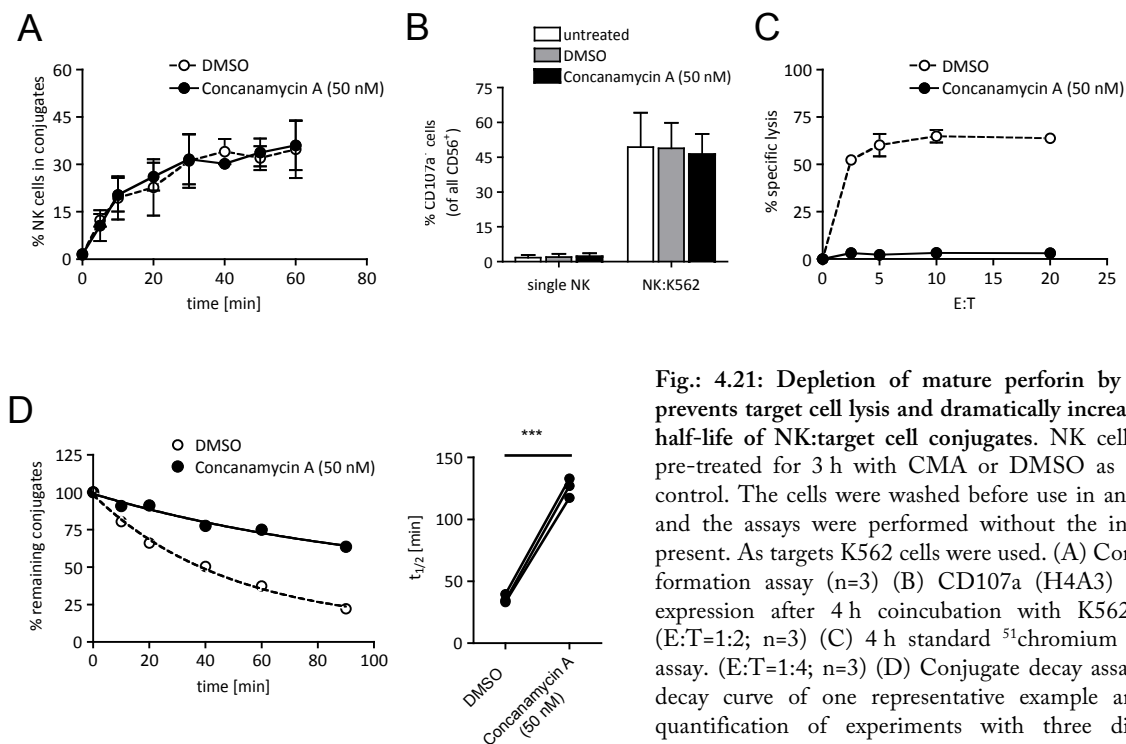 A
DMSO
Concanamycin A (50 nM)
60
45
30
15
0
% NK cells in conjugates
0 20 40 60 80
time [min]
B
untreated
DMSO
Concanamycin A (50 nM)
75
60
45
30
15
0
% CD107a⁻ cells
(of all CD56⁺)
single NK NK:K562
C
DMSO
Concanamycin A (50 nM)
100
75
50
25
0
% specific lysis
0 5 10 15 20 25
E:T
D
DMSO
Concanamycin A (50 nM)
125
100
75
50
25
0
% remaining conjugates
0 20 40 60 80 100
time [min]
***
150
100
50
0
t1/2 [min]
DMSO
Concanamycin A
(50 nM)
Fig.: 4.21: Depletion of mature perforin by
prevents target cell lysis and dramatically increa
half-life of NK:target cell conjugates. NK cell
pre-treated for 3 h with CMA or DMSO as
control. The cells were washed before use in an
and the assays were performed without the in
present. As targets K562 cells were used. (A) Con
formation assay (n=3) (B) CD107a (H4A3)
expression after 4 h coincubation with K562
(E:T=1:2; n=3) (C) 4 h standard ⁵¹chromium
assay. (E:T=1:4; n=3) (D) Conjugate decay assa
decay curve of one representative example an
quantification of experiments with three di